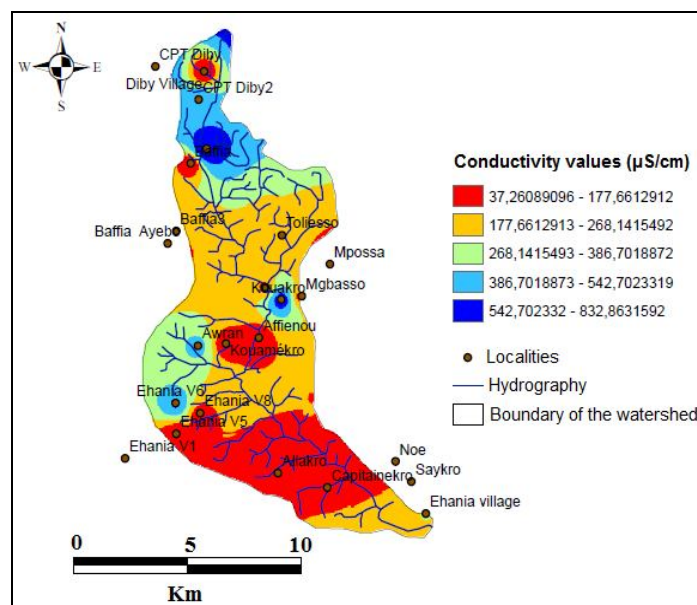 N
W E
S
CPT Diby
Diby Village
CPT Diby2
Baffia
Baffia3
Baffia Ayebo
Toliesso
Mpossa
Kouakro
Mgbasso
Affienou
Awran
Kouamékro
Ehania V6
Ehania V8
Ehania V5
Ehania V1
Allakro
Noe
Capitainekro
Saykro
Ehania village
Conductivity values (µS/cm)
37,26089096 - 177,6612912
177,6612913 - 268,1415492
268,1415493 - 386,7018872
386,7018873 - 542,7023319
542,702332 - 832,8631592
Localities
Hydrography
Boundary of the watershed
0 5 10
Km